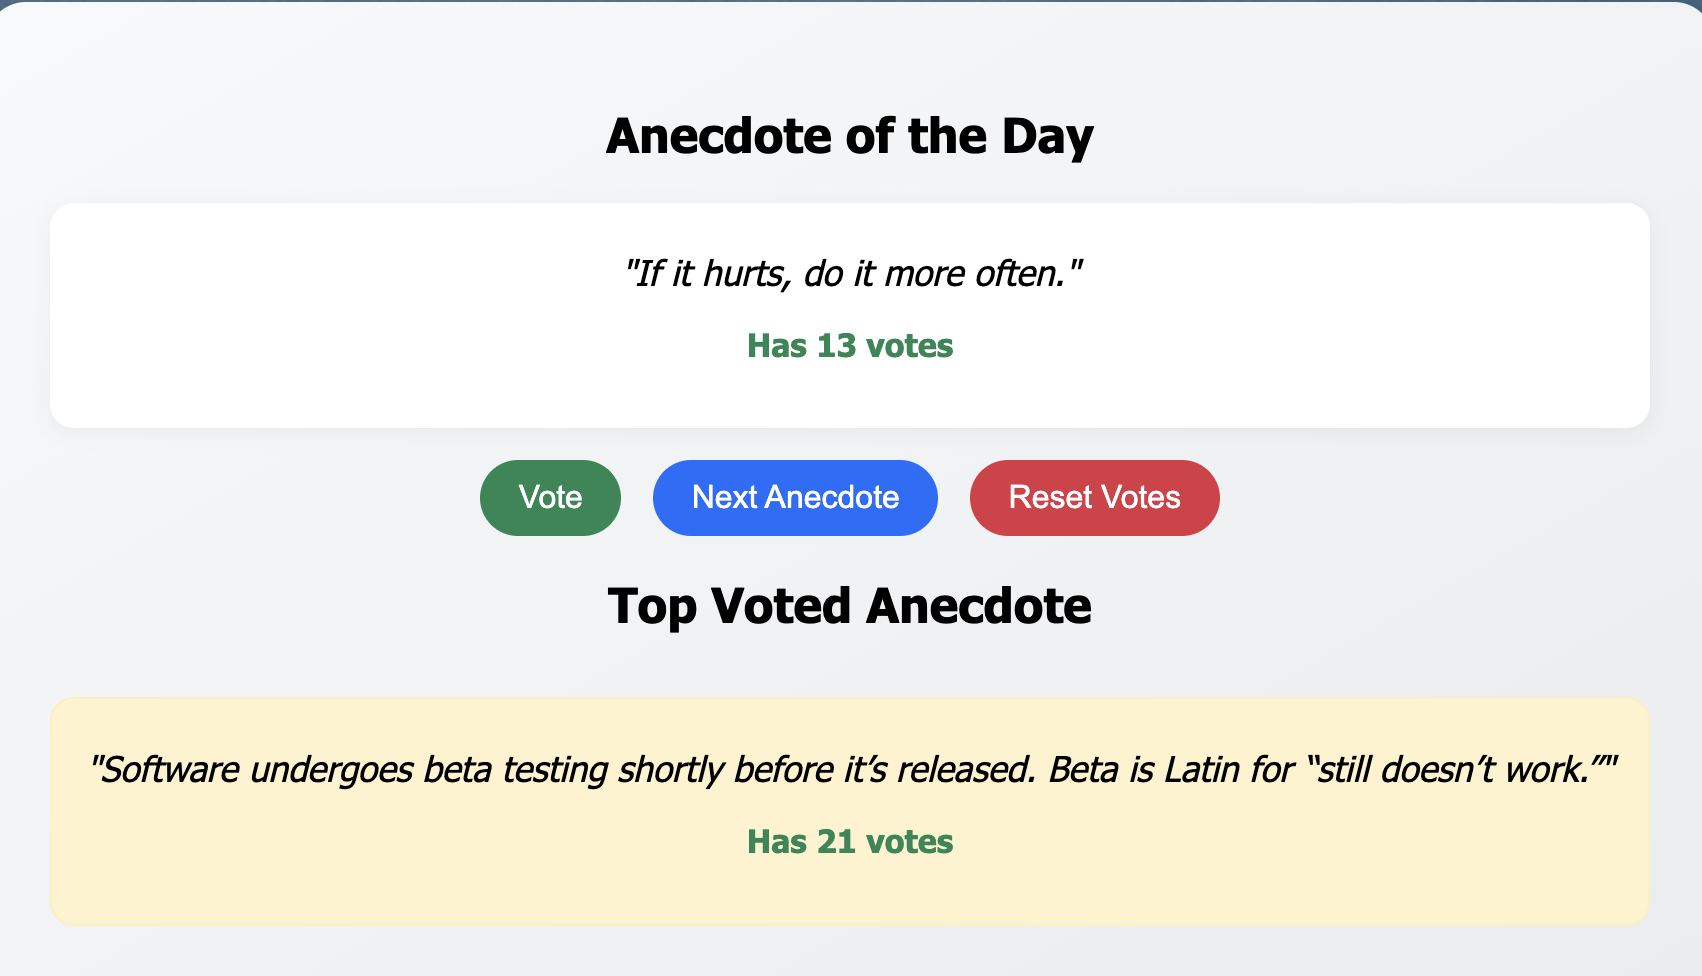 Anecdote of the Day
"If it hurts, do it more often."
Has 13 votes
Vote
Next Anecdote
Reset Votes
Top Voted Anecdote
"Software undergoes beta testing shortly before it’s released. Beta is Latin for “still doesn’t work.”"
Has 21 votes